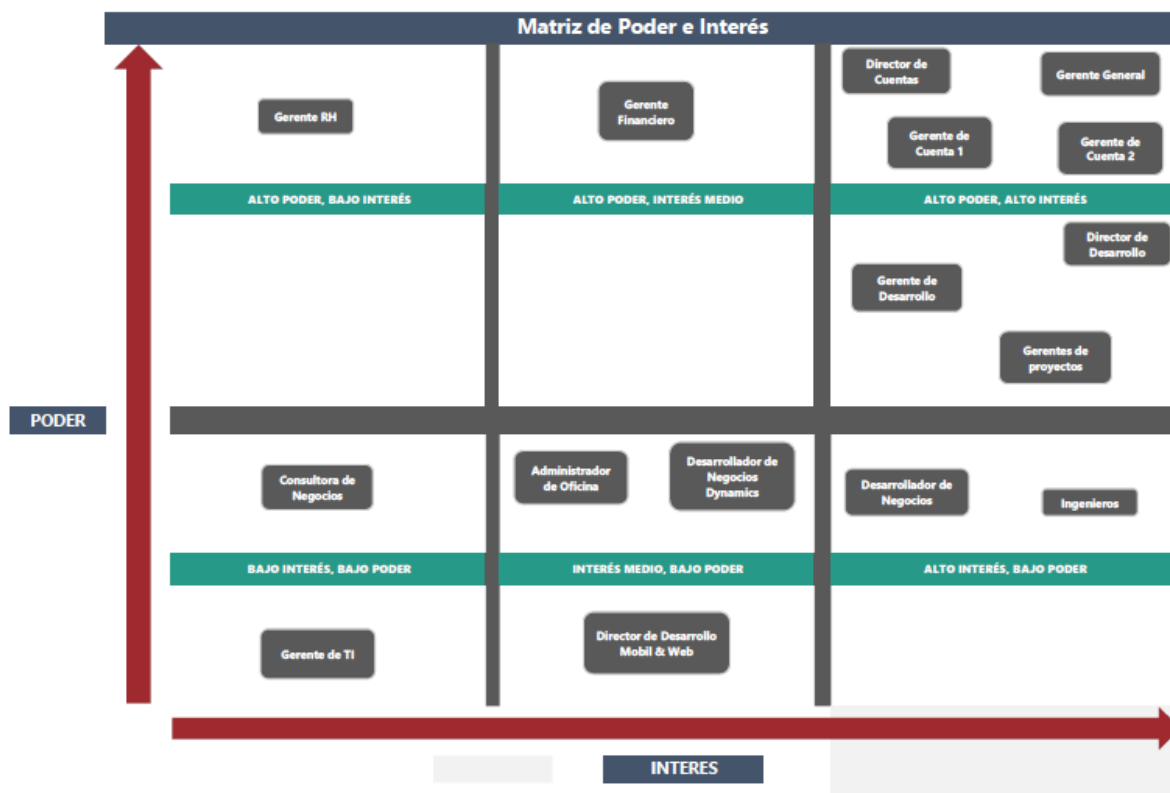 Matriz de Poder e Interés
Director de
Cuentas
Gerente General
Gerente RH
Gerente
Financiero
Gerente de
Cuenta 1
Gerente de
Cuenta 2
ALTO PODER, BAJO INTERÉS
ALTO PODER, INTERÉS MEDIO
ALTO PODER, ALTO INTERÉS
Director de
Desarrollo
Gerente de
Desarrollo
Gerentes de
proyectos
PODER
Consultora de
Negocios
Administrador
de Oficina
Desarrollador de
Negocios
Dynamics
Desarrollador de
Negocios
Ingenieros
BAJO INTERÉS, BAJO PODER
INTERÉS MEDIO, BAJO PODER
ALTO INTERÉS, BAJO PODER
Gerente de TI
Director de Desarrollo
Mobil & Web
INTERES